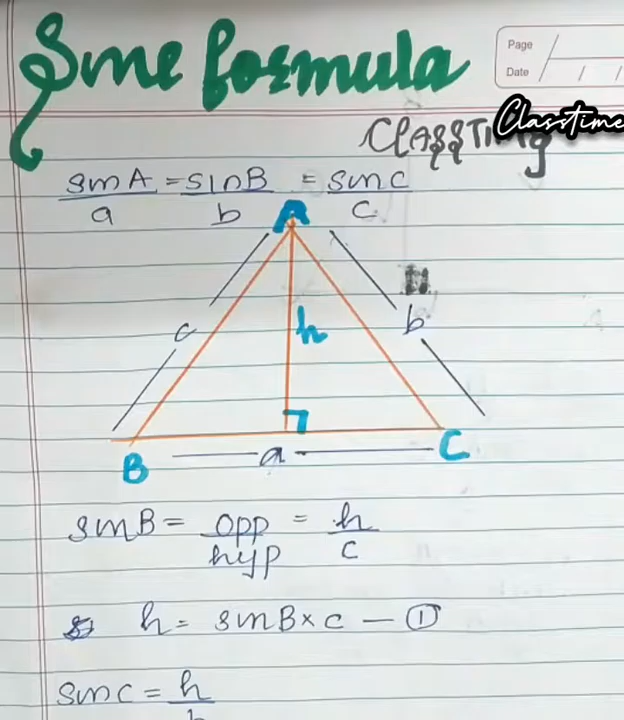 Sine formula
Page
Date / / /
CLASSTIMe
Classtime
sinA/a = sinB/b = sinC/c
A
c h b
B a C
sinB = opp/hyp = h/c
h = sinB×c — ①
sinC = h/b